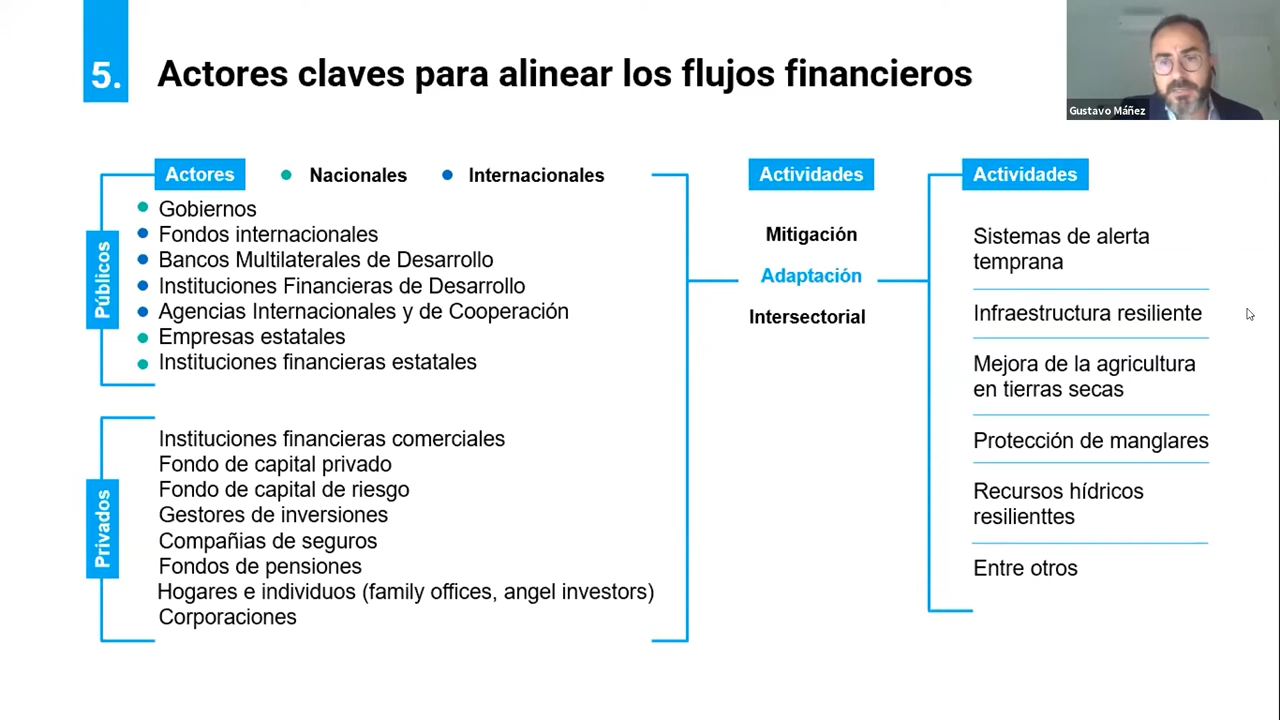 5. Actores claves para alinear los flujos financieros
Gustavo Máñez
Actores
Nacionales
Internacionales
Públicos
Gobiernos
Fondos internacionales
Bancos Multilaterales de Desarrollo
Instituciones Financieras de Desarrollo
Agencias Internacionales y de Cooperación
Empresas estatales
Instituciones financieras estatales
Privados
Instituciones financieras comerciales
Fondo de capital privado
Fondo de capital de riesgo
Gestores de inversiones
Compañias de seguros
Fondos de pensiones
Hogares e individuos (family offices, angel investors)
Corporaciones
Actividades
Mitigación
Adaptación
Intersectorial
Actividades
Sistemas de alerta
temprana
Infraestructura resiliente
Mejora de la agricultura
en tierras secas
Protección de manglares
Recursos hídricos
resilienttes
Entre otros